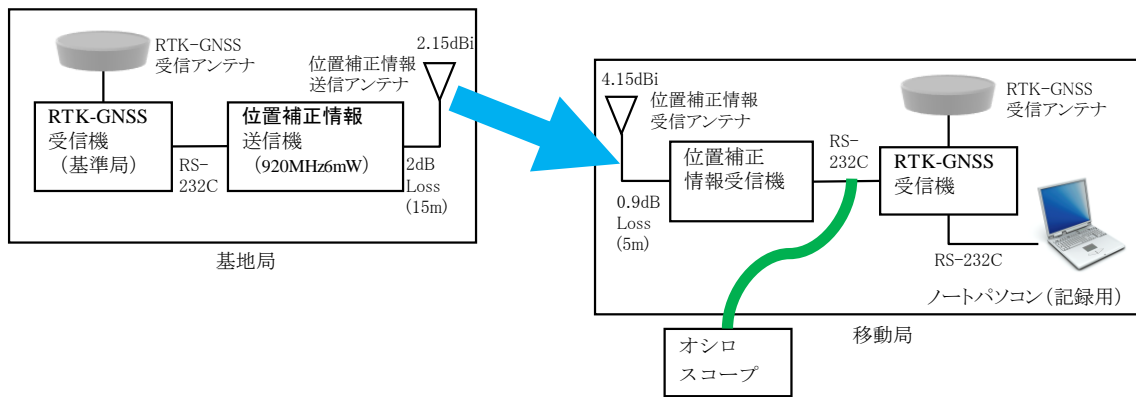 RTK-GNSS
受信アンテナ
2.15dBi
位置補正情報
送信アンテナ
RTK-GNSS
受信機
（基準局）
RS-
232C
位置補正情報
送信機
（920MHz6mW）
2dB
Loss
(15m)
基地局
4.15dBi
位置補正情報
受信アンテナ
RTK-GNSS
受信アンテナ
0.9dB
Loss
(5m)
位置補正
情報受信機
RS-
232C
RTK-GNSS
受信機
RS-232C
ノートパソコン（記録用）
移動局
オシロ
スコープ